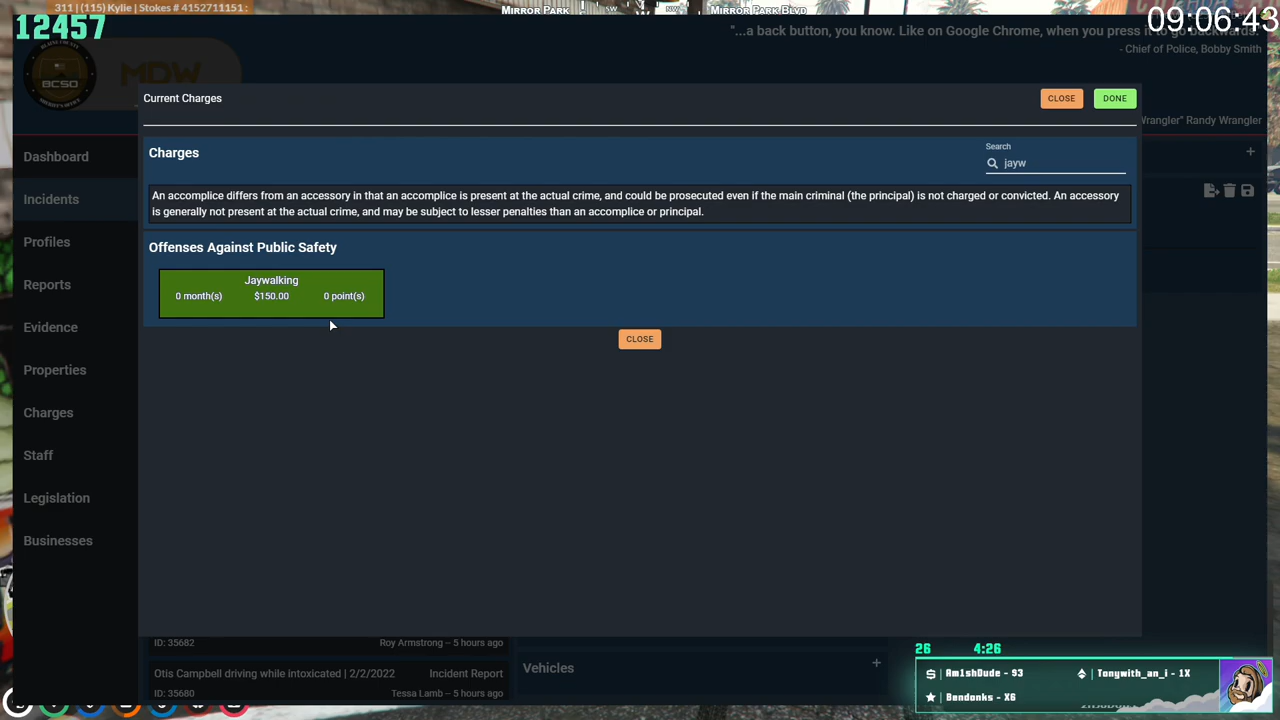 311 | (115) Kylie | Stokes # 4152711151:
12457
Mirror Park
SW
W
NW
Mirror Park Blvd
09:06:43
"...a back button, you know. Like on Google Chrome, when you press it to go backwards."
- Chief of Police, Bobby Smith
BCSO
MDW
Current Charges
CLOSE
DONE
Wrangler" Randy Wrangler
Charges
Search
jayw
An accomplice differs from an accessory in that an accomplice is present at the actual crime, and could be prosecuted even if the main criminal (the principal) is not charged or convicted. An accessory
is generally not present at the actual crime, and may be subject to lesser penalties than an accomplice or principal.
Offenses Against Public Safety
Jaywalking
0 month(s) $150.00 0 point(s)
CLOSE
Dashboard
Incidents
Profiles
Reports
Evidence
Properties
Charges
Staff
Legislation
Businesses
ID: 35682 Roy Armstrong -- 5 hours ago
Otis Campbell driving while intoxicated | 2/2/2022 Incident Report
ID: 35680 Tessa Lamb -- 5 hours ago
Vehicles
26 4:26
Am1shDude - 93
Tonywith_an_i - 1X
Bondonks - X6